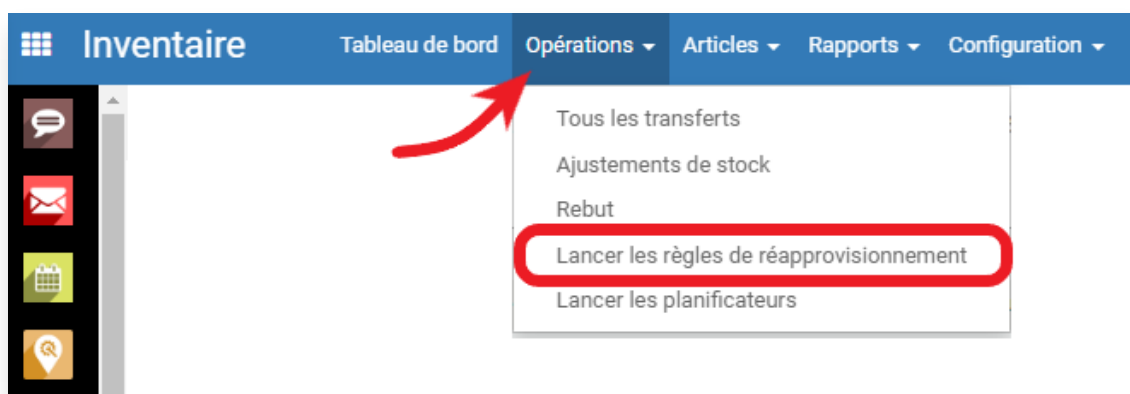 Inventaire Tableau de bord Opérations Articles Rapports Configuration
Tous les transferts
Ajustements de stock
Rebut
Lancer les règles de réapprovisionnement
Lancer les planificateurs